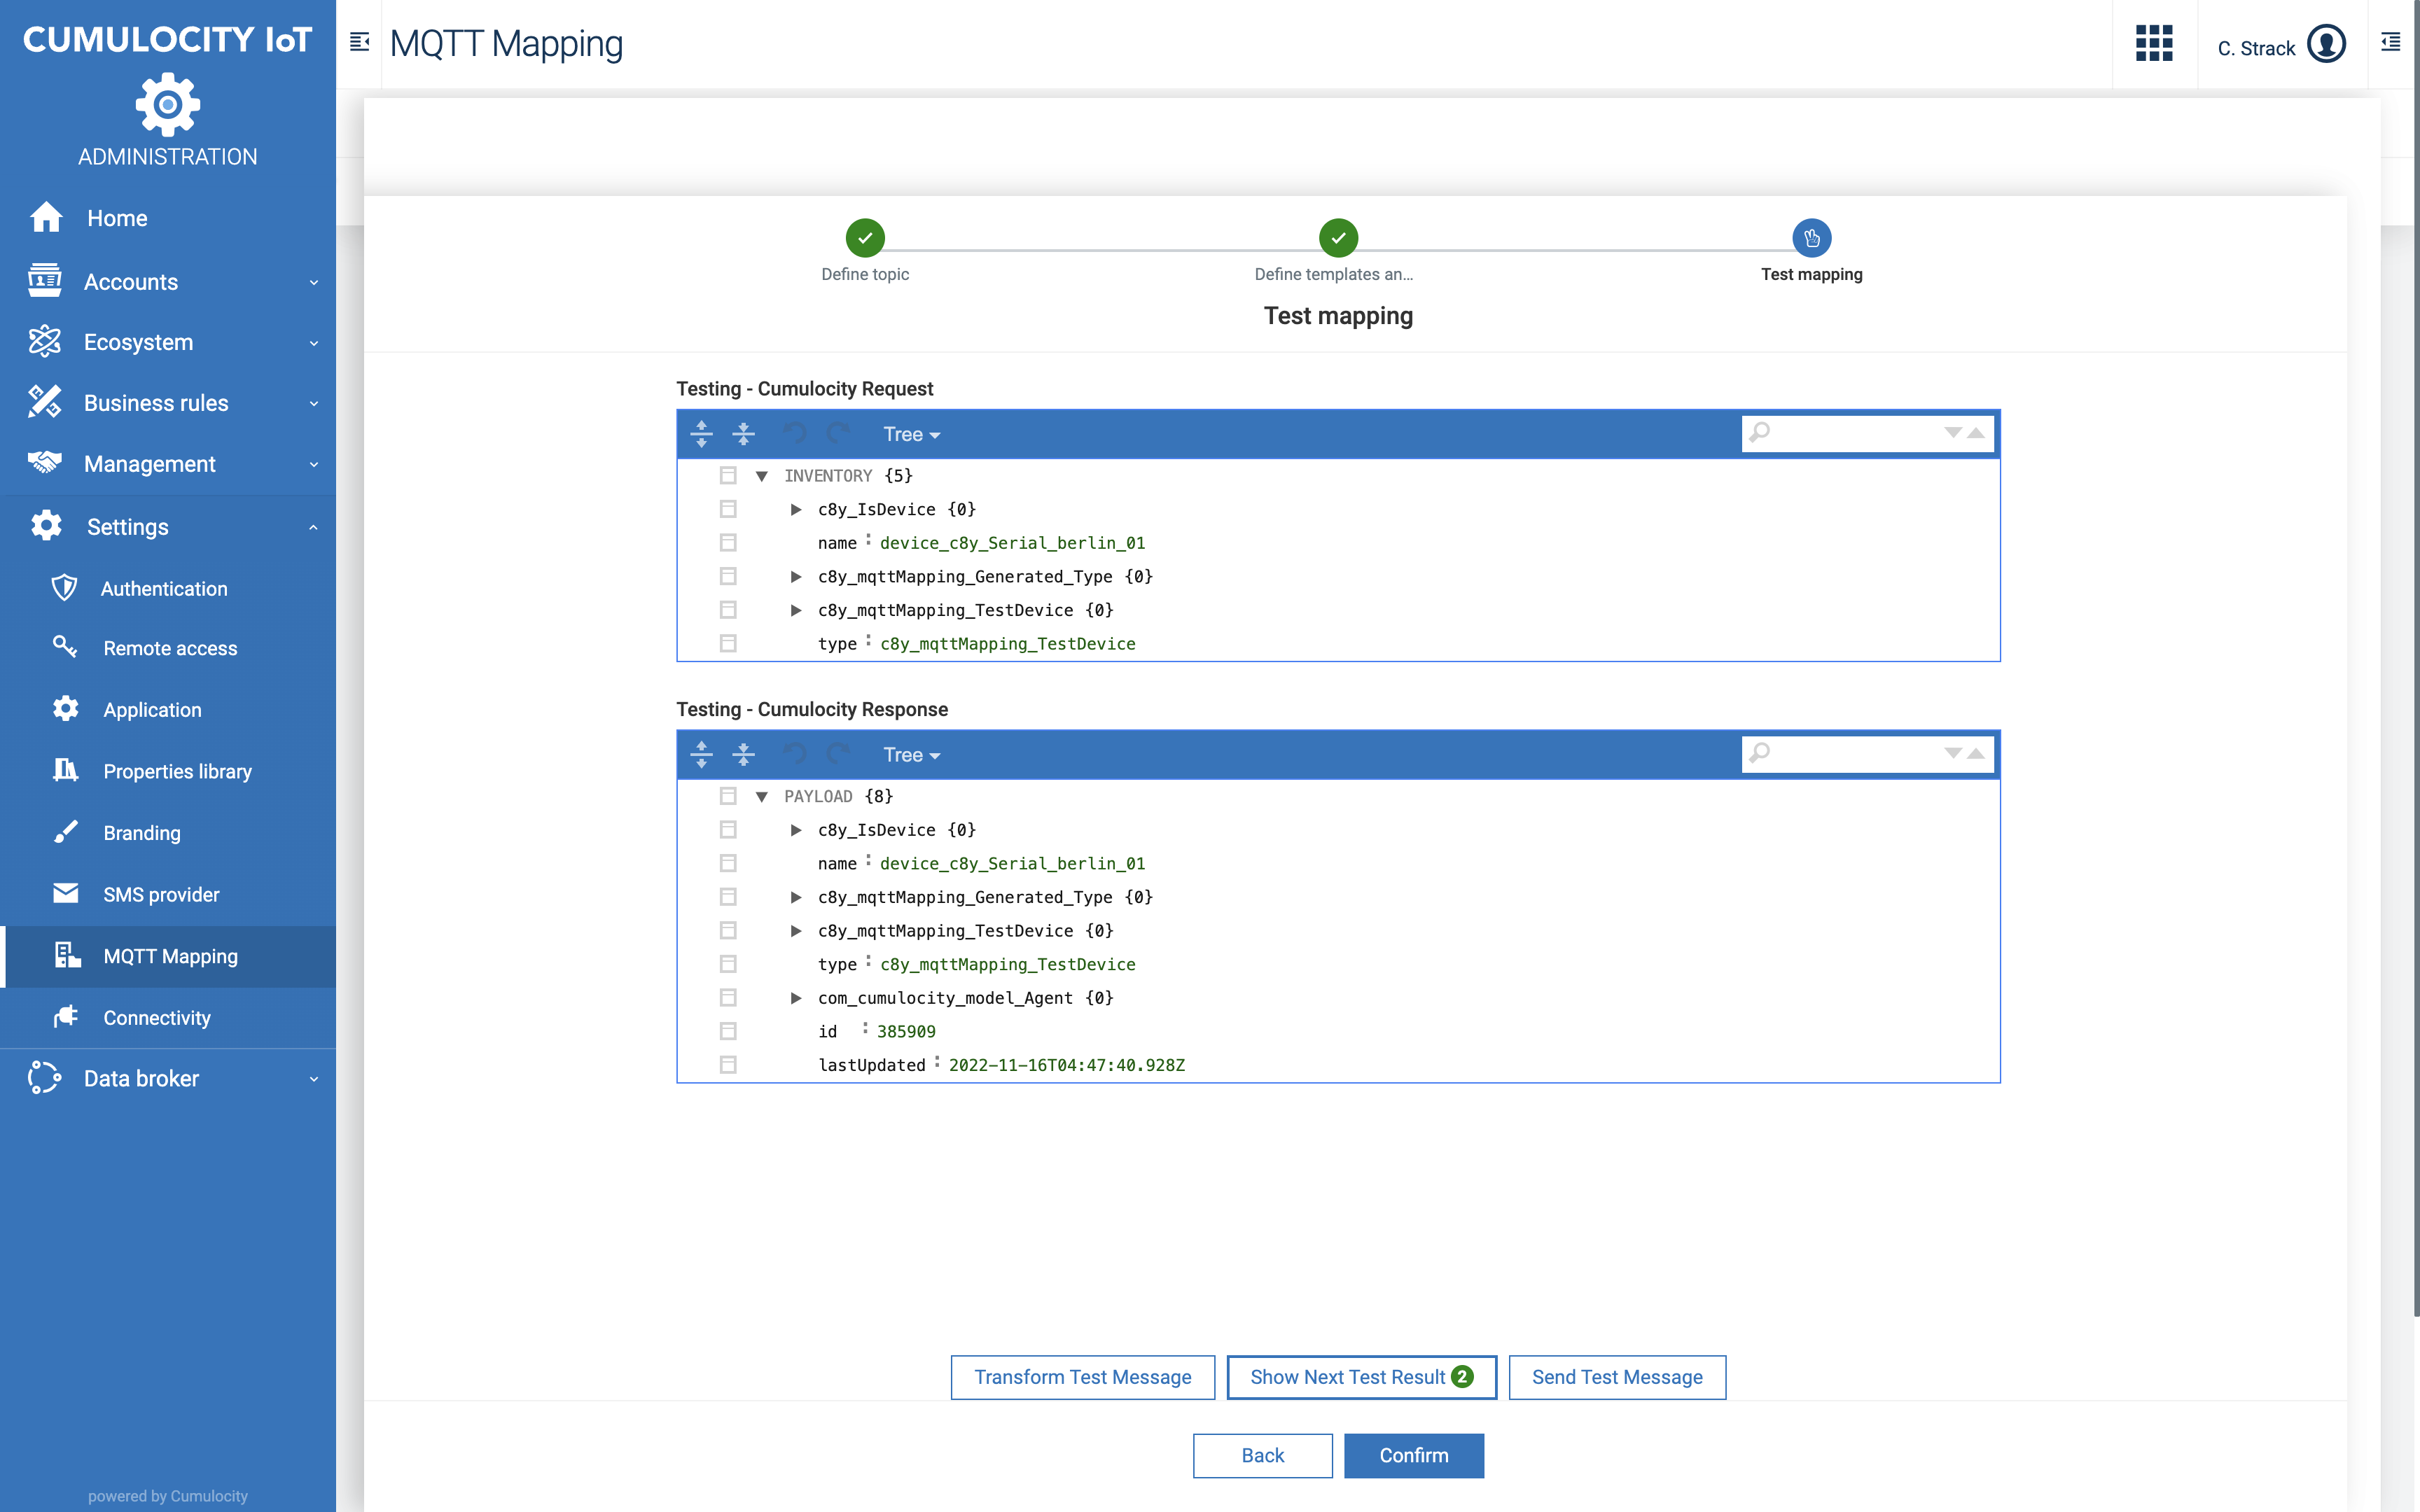 CUMULOCITY IoT
ADMINISTRATION
Home
Accounts
Ecosystem
Business rules
Management
Settings
Authentication
Remote access
Application
Properties library
Branding
SMS provider
MQTT Mapping
Connectivity
Data broker
powered by Cumulocity
MQTT Mapping
C. Strack
Define topic
Define templates an...
Test mapping
Test mapping
Testing - Cumulocity Request
Tree
INVENTORY {5}
c8y_IsDevice {0}
name : device_c8y_Serial_berlin_01
c8y_mqttMapping_Generated_Type {0}
c8y_mqttMapping_TestDevice {0}
type : c8y_mqttMapping_TestDevice
Testing - Cumulocity Response
Tree
PAYLOAD {8}
c8y_IsDevice {0}
name : device_c8y_Serial_berlin_01
c8y_mqttMapping_Generated_Type {0}
c8y_mqttMapping_TestDevice {0}
type : c8y_mqttMapping_TestDevice
com_cumulocity_model_Agent {0}
id : 385909
lastUpdated : 2022-11-16T04:47:40.928Z
Transform Test Message
Show Next Test Result 2
Send Test Message
Back
Confirm